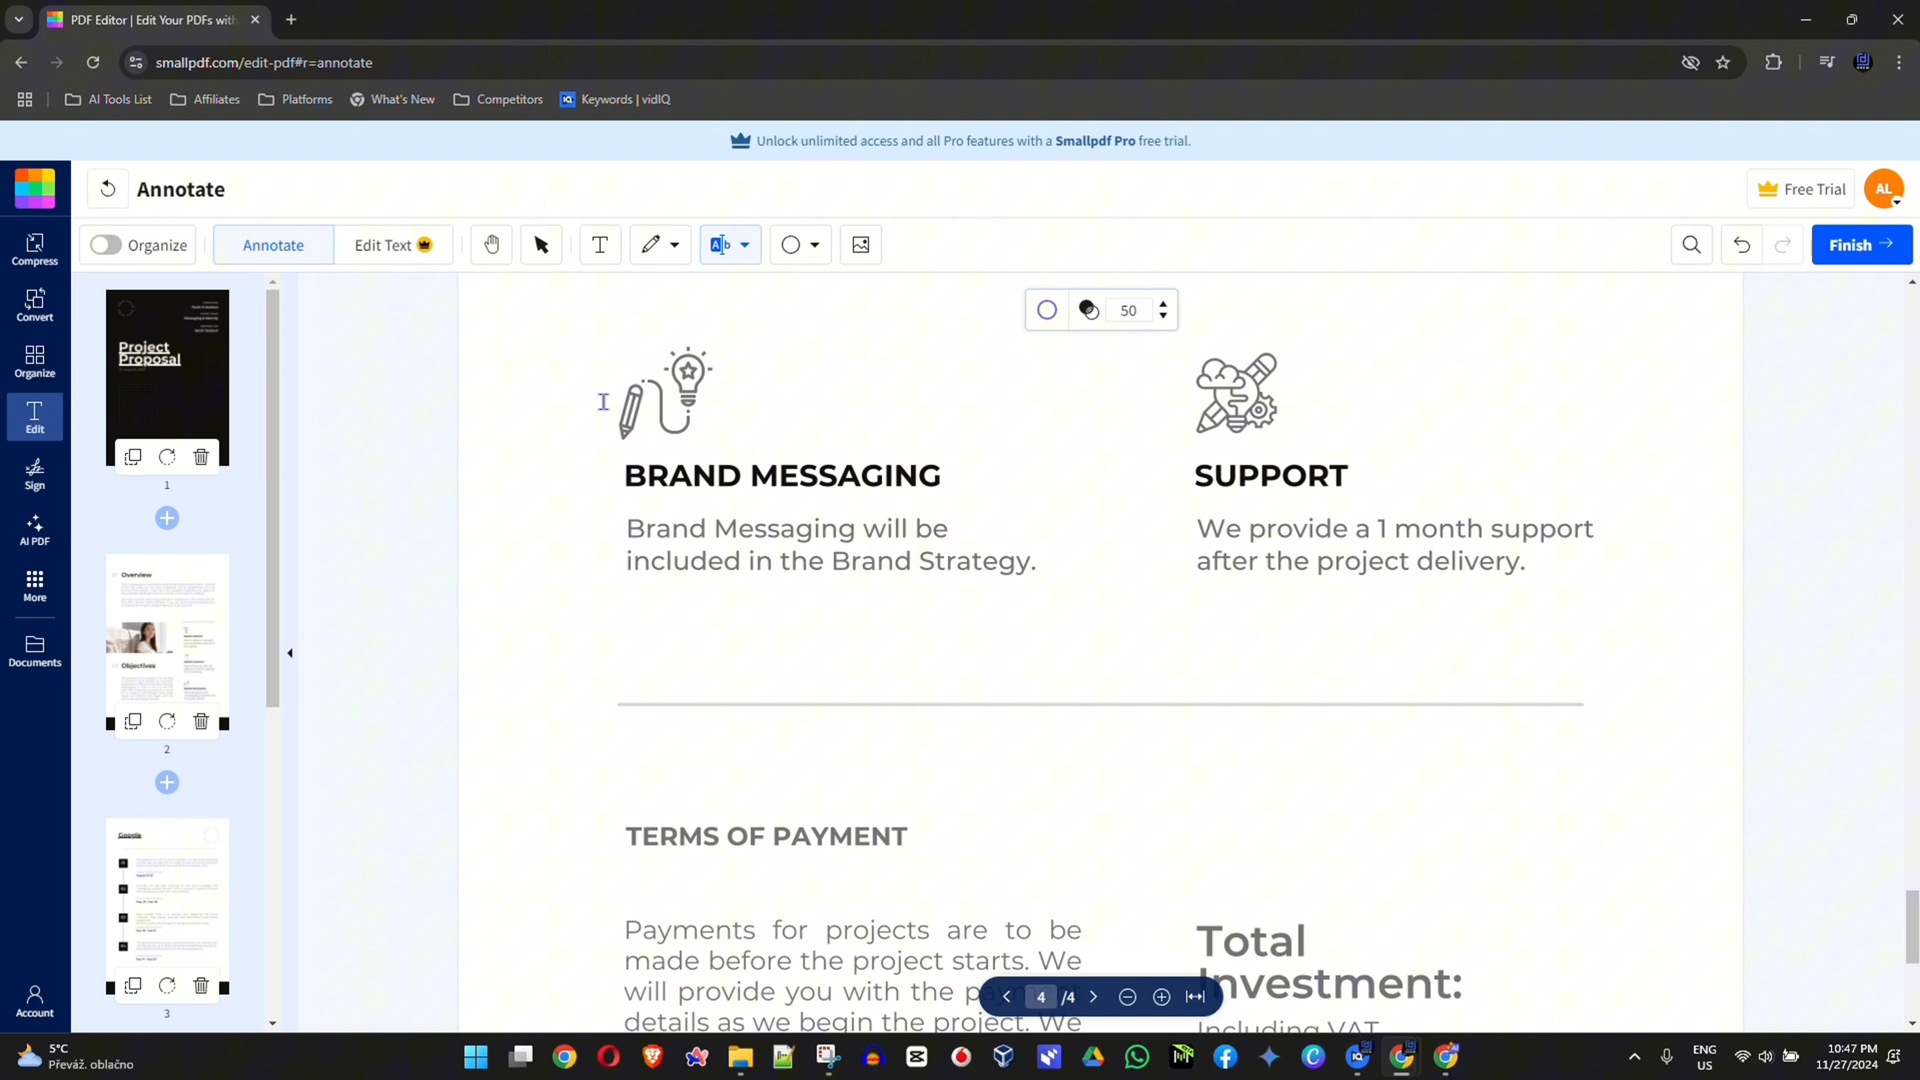 PDF Editor | Edit Your PDFs with
smallpdf.com/edit-pdf#r=annotate
AI Tools List
Affiliates
Platforms
What's New
Competitors
Keywords | vidIQ
Unlock unlimited access and all Pro features with a Smallpdf Pro free trial.
Annotate
Free Trial
AL
Organize
Annotate
Edit Text
T
Ab
Finish
Compress
Convert
Organize
Edit
Sign
AI PDF
More
Documents
Account
Project
Proposal
1
Overview
Objectives
2
Google
3
50
BRAND MESSAGING
Brand Messaging will be
included in the Brand Strategy.
SUPPORT
We provide a 1 month support
after the project delivery.
TERMS OF PAYMENT
Payments for projects are to be
made before the project starts. We
will provide you with the payment
details as we begin the project. We
Total
Investment:
Including VAT
4 /4
5°C
Převáž. oblačno
ENG
US
10:47 PM
11/27/2024